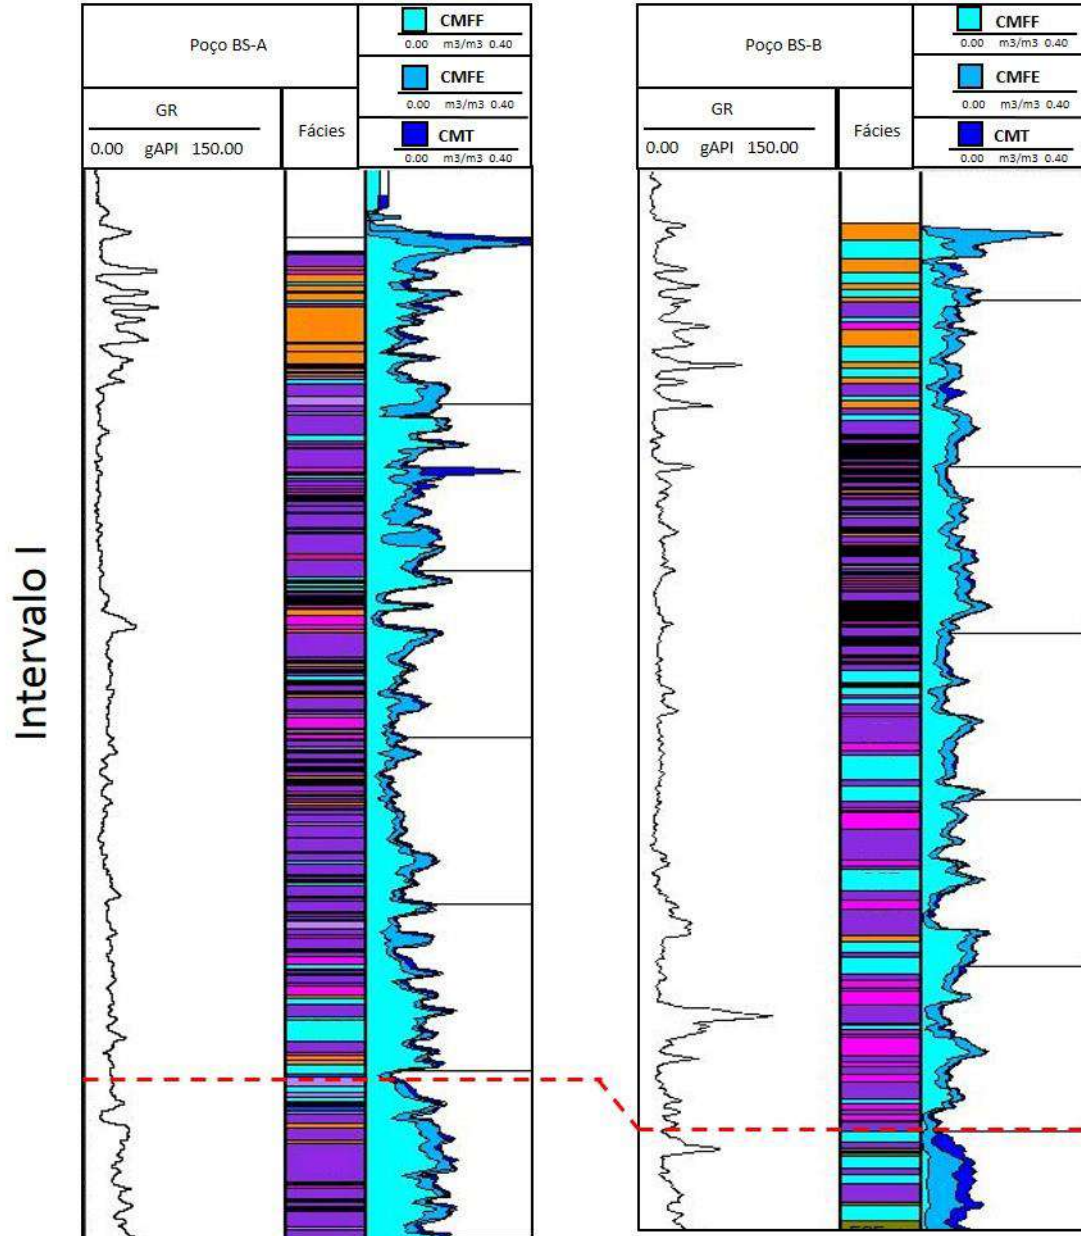 Poço BS-A
CMFF
0.00 m3/m3 0.40
CMFE
0.00 m3/m3 0.40
CMT
0.00 m3/m3 0.40
GR
0.00 gAPI 150.00
Fácies
Poço BS-B
CMFF
0.00 m3/m3 0.40
CMFE
0.00 m3/m3 0.40
CMT
0.00 m3/m3 0.40
GR
0.00 gAPI 150.00
Fácies
Intervalo I